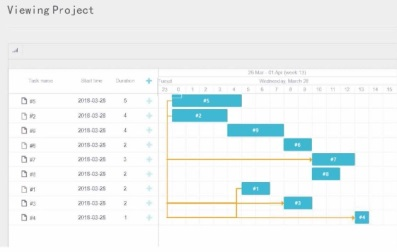 Viewing Project
26 Mar - 01 Apr (week 13)
Task name Start time Duration + Wednesday, March 28
0 1 2 3 4 5 6 7 8 9 10 11 12 13 14 15
#5 2018-03-28 5 + #5
#2 2018-03-28 4 + #2
2018-03-28 4 +
#6 2018-03-28 2 + #6
#7 2018-03-28 3 + #7
#8 2018-03-28 2 + #8
#1 2018-03-28 2 + #1
#3 2018-03-28 2 + #3
#4 2018-03-28 1 + #4